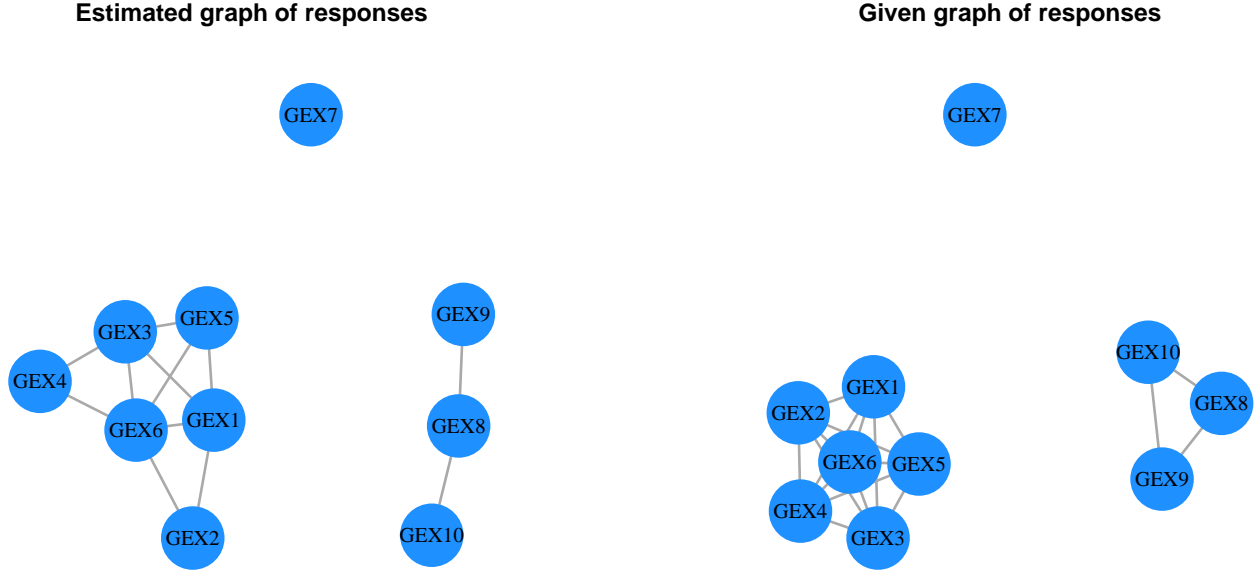 Estimated graph of responses
GEX7
GEX5
GEX3
GEX4
GEX1
GEX6
GEX2
GEX9
GEX8
GEX10
Given graph of responses
GEX7
GEX1
GEX2
GEX6
GEX5
GEX4
GEX3
GEX10
GEX8
GEX9